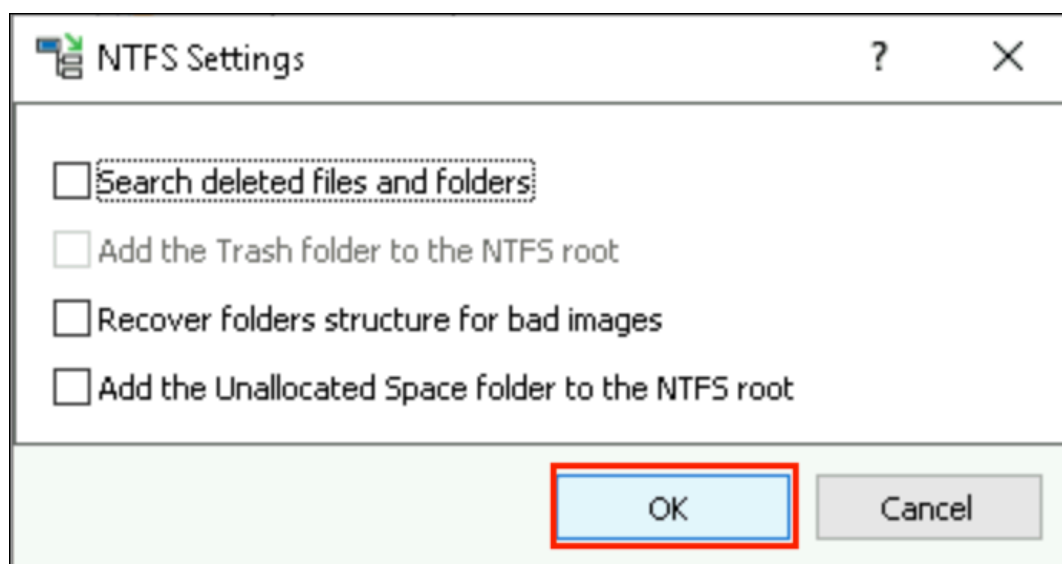 NTFS Settings ?
Search deleted files and folders
Add the Trash folder to the NTFS root
Recover folders structure for bad images
Add the Unallocated Space folder to the NTFS root
OK Cancel